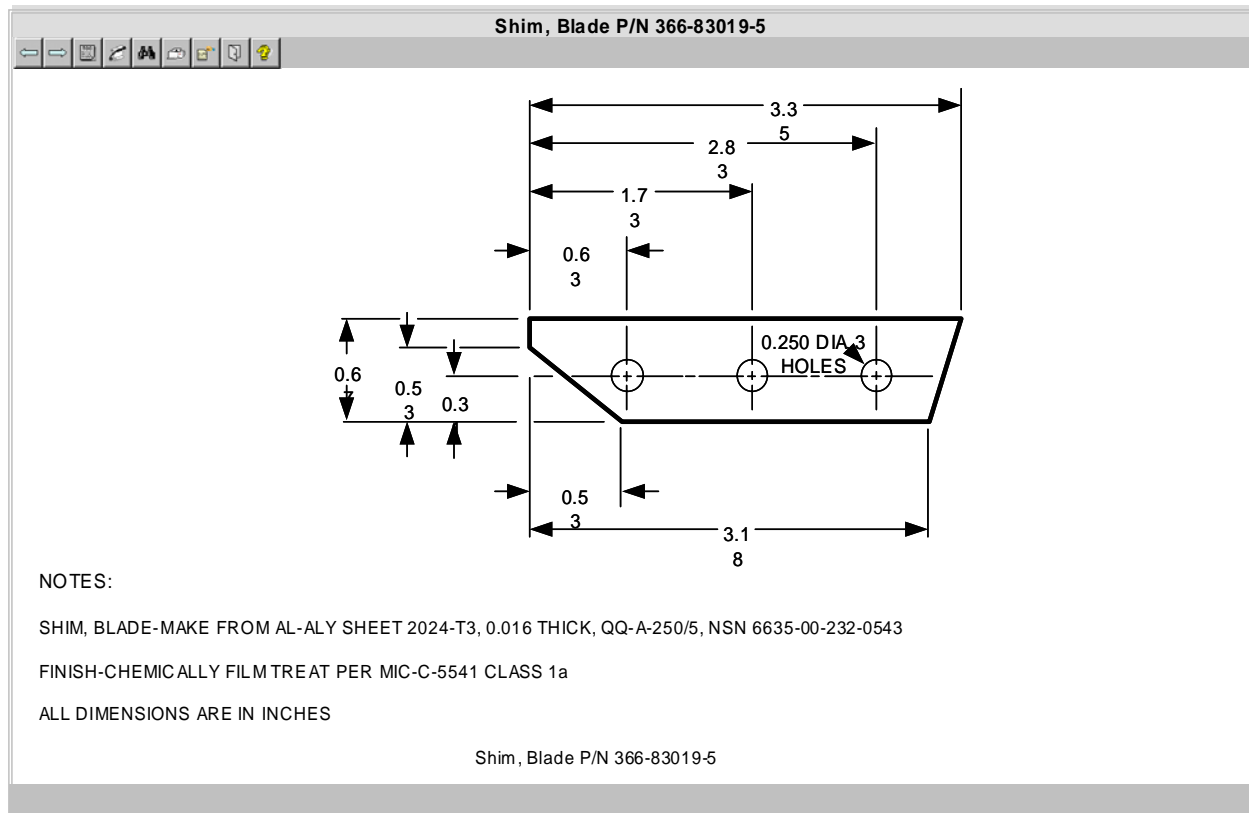 Shim, Blade P/N 366-83019-5
3.3
5
2.8
3
1.7
3
0.6
3
0.250 DIA 3
HOLES
0.6
7
0.5
3
0.3
0.5
3
3.1
8
NOTES:
SHIM, BLADE-MAKE FROM AL-ALY SHEET 2024-T3, 0.016 THICK, QQ-A-250/5, NSN 6635-00-232-0543
FINISH-CHEMICALLY FILM TREAT PER MIC-C-5541 CLASS 1a
ALL DIMENSIONS ARE IN INCHES
Shim, Blade P/N 366-83019-5